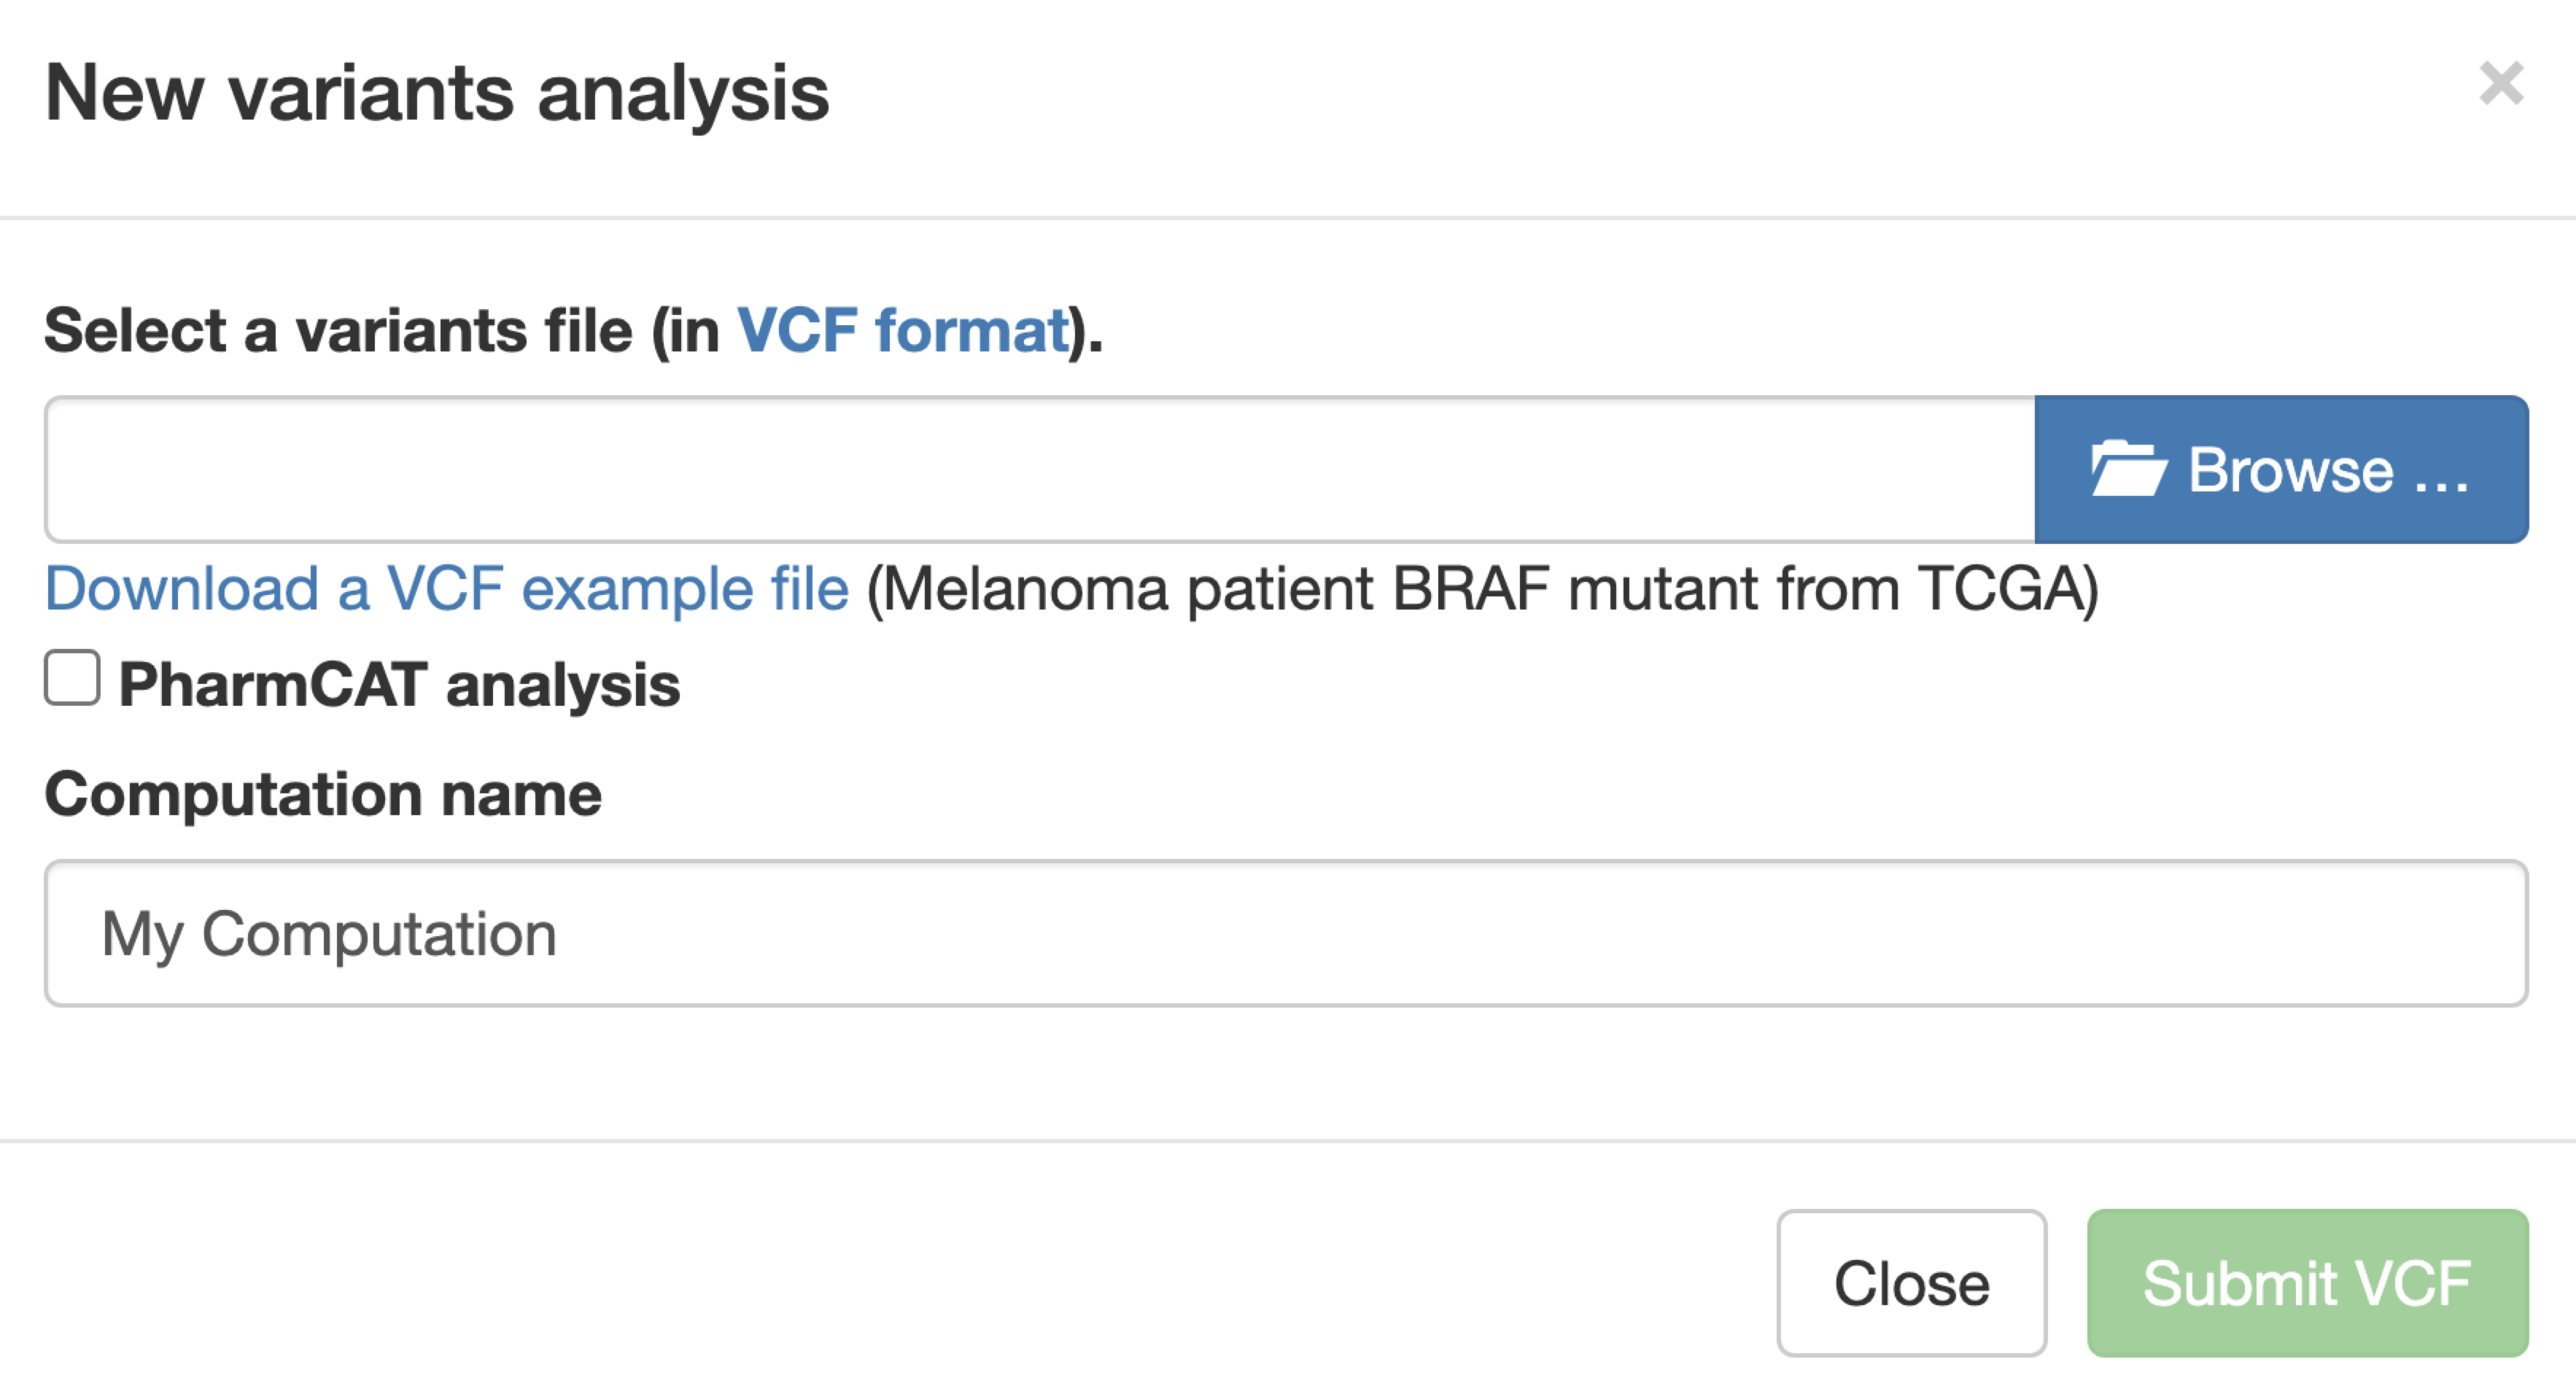 New variants analysis
×
Select a variants file (in VCF format).
Browse ...
Download a VCF example file (Melanoma patient BRAF mutant from TCGA)
PharmCAT analysis
Computation name
My Computation
Close
Submit VCF